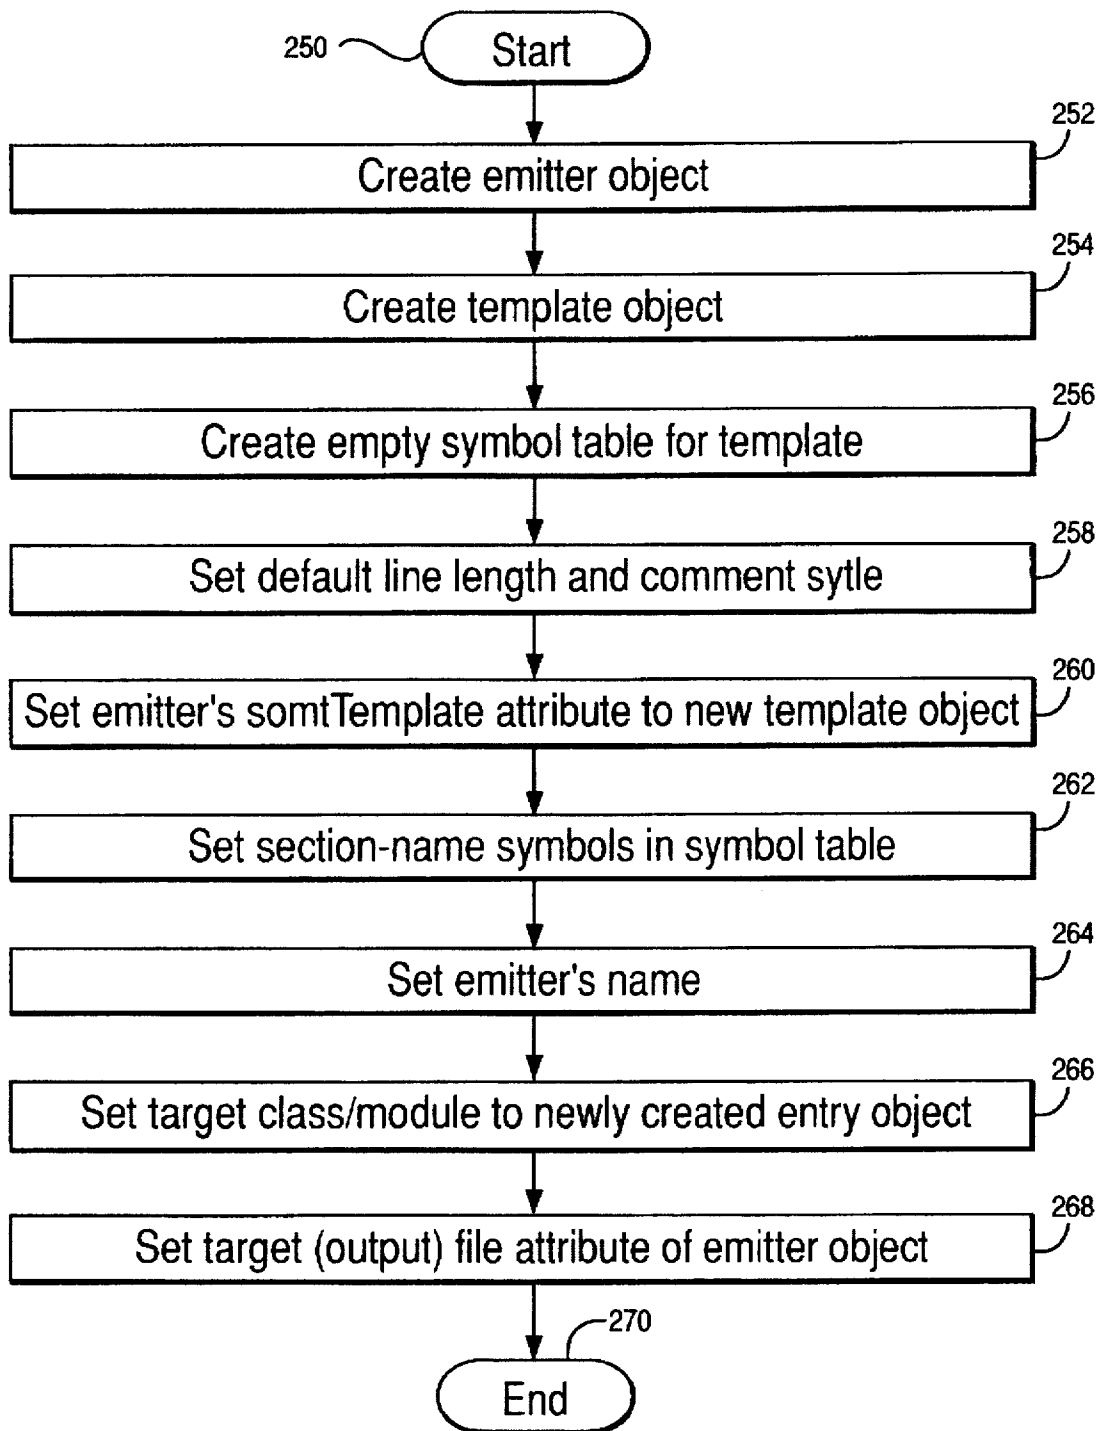 250
Start
252
Create emitter object
254
Create template object
256
Create empty symbol table for template
258
Set default line length and comment sytle
260
Set emitter's somtTemplate attribute to new template object
262
Set section-name symbols in symbol table
264
Set emitter's name
266
Set target class/module to newly created entry object
268
Set target (output) file attribute of emitter object
270
End